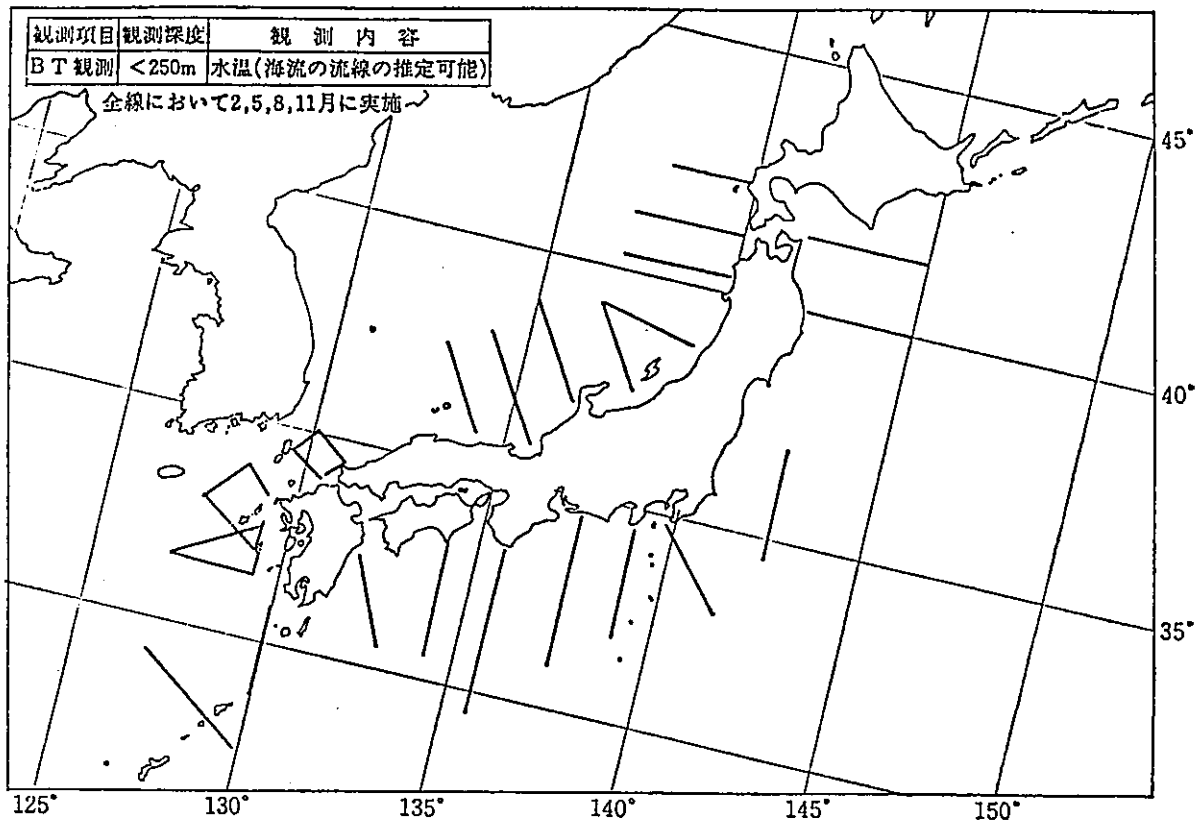 観測項目 観測深度 観測内容
BT観測 <250m 水温(海流の流線の推定可能)
全線において2,5,8,11月に実施
45°
40°
35°
125° 130° 135° 140° 145° 150°